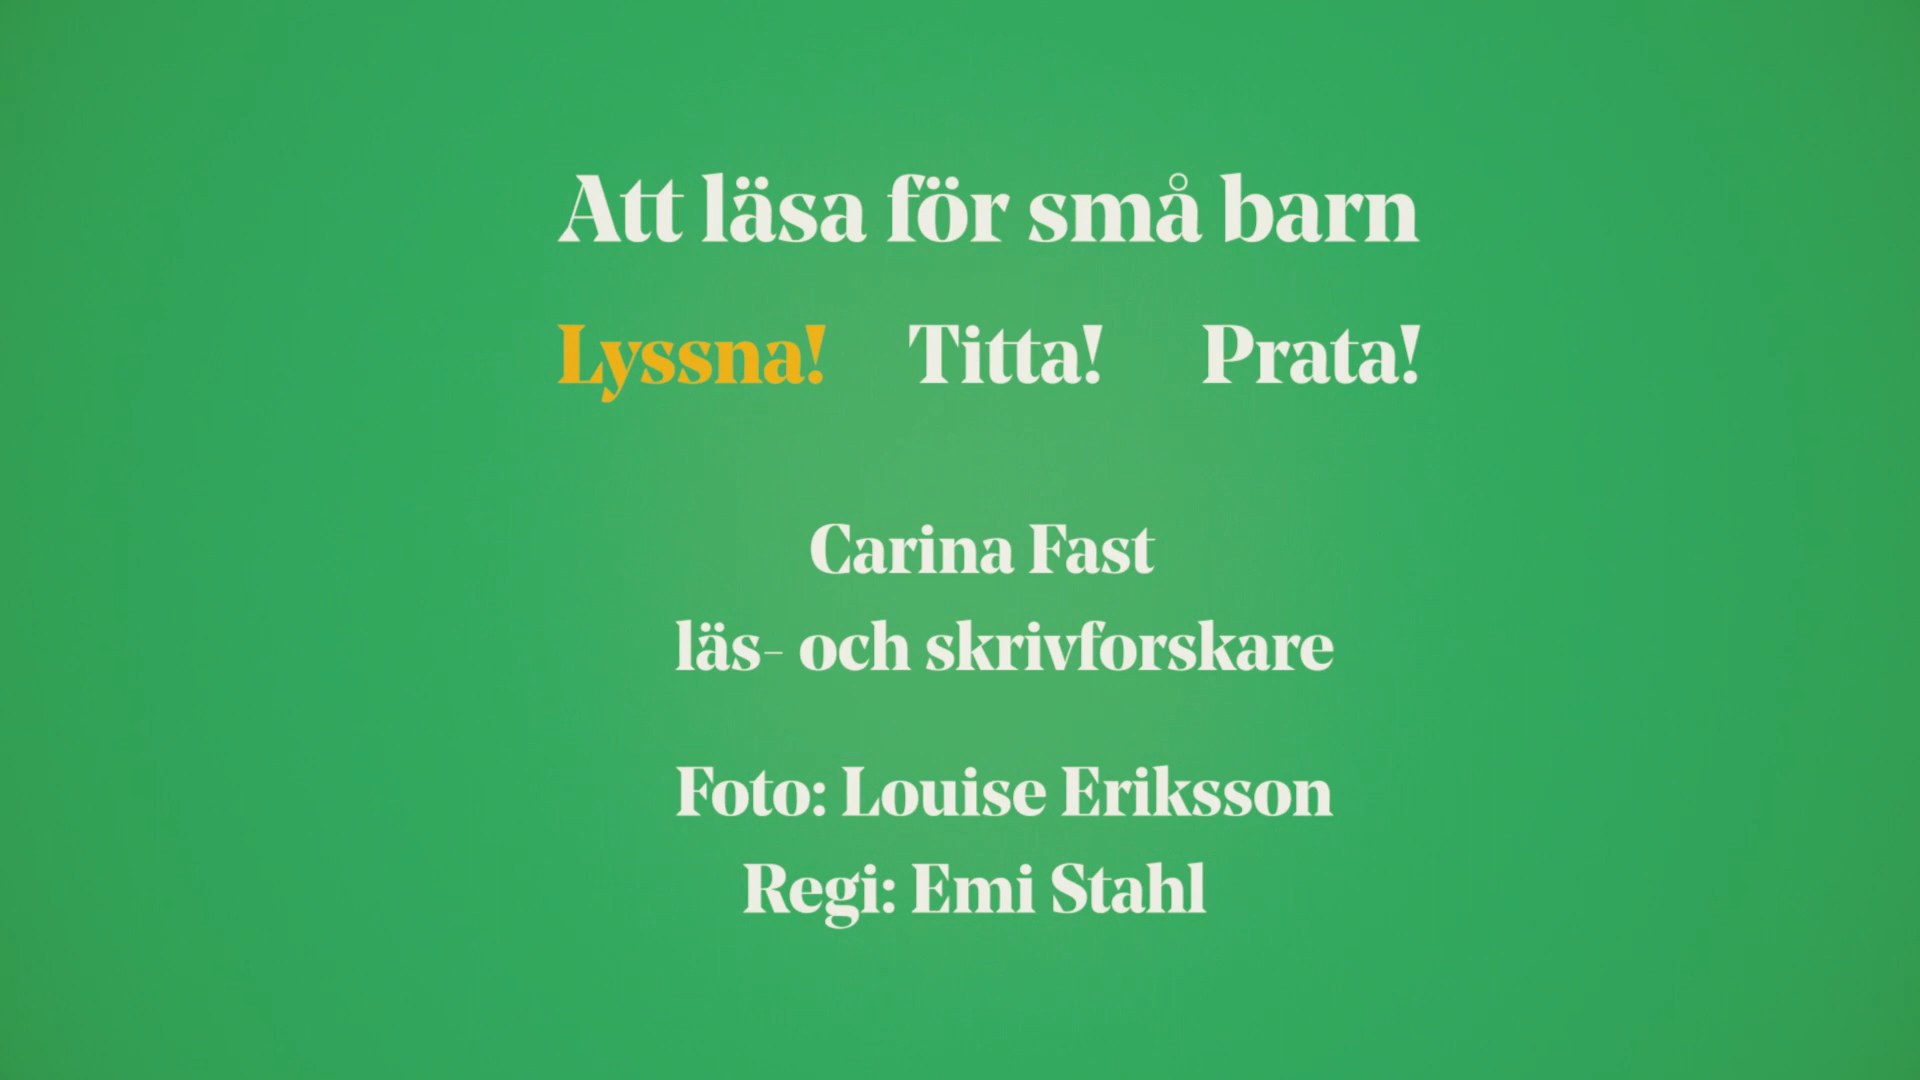 Att läsa för små barn
Lyssna! Titta! Prata!
Carina Fast
läs- och skrivforskare
Foto: Louise Eriksson
Regi: Emi Stahl